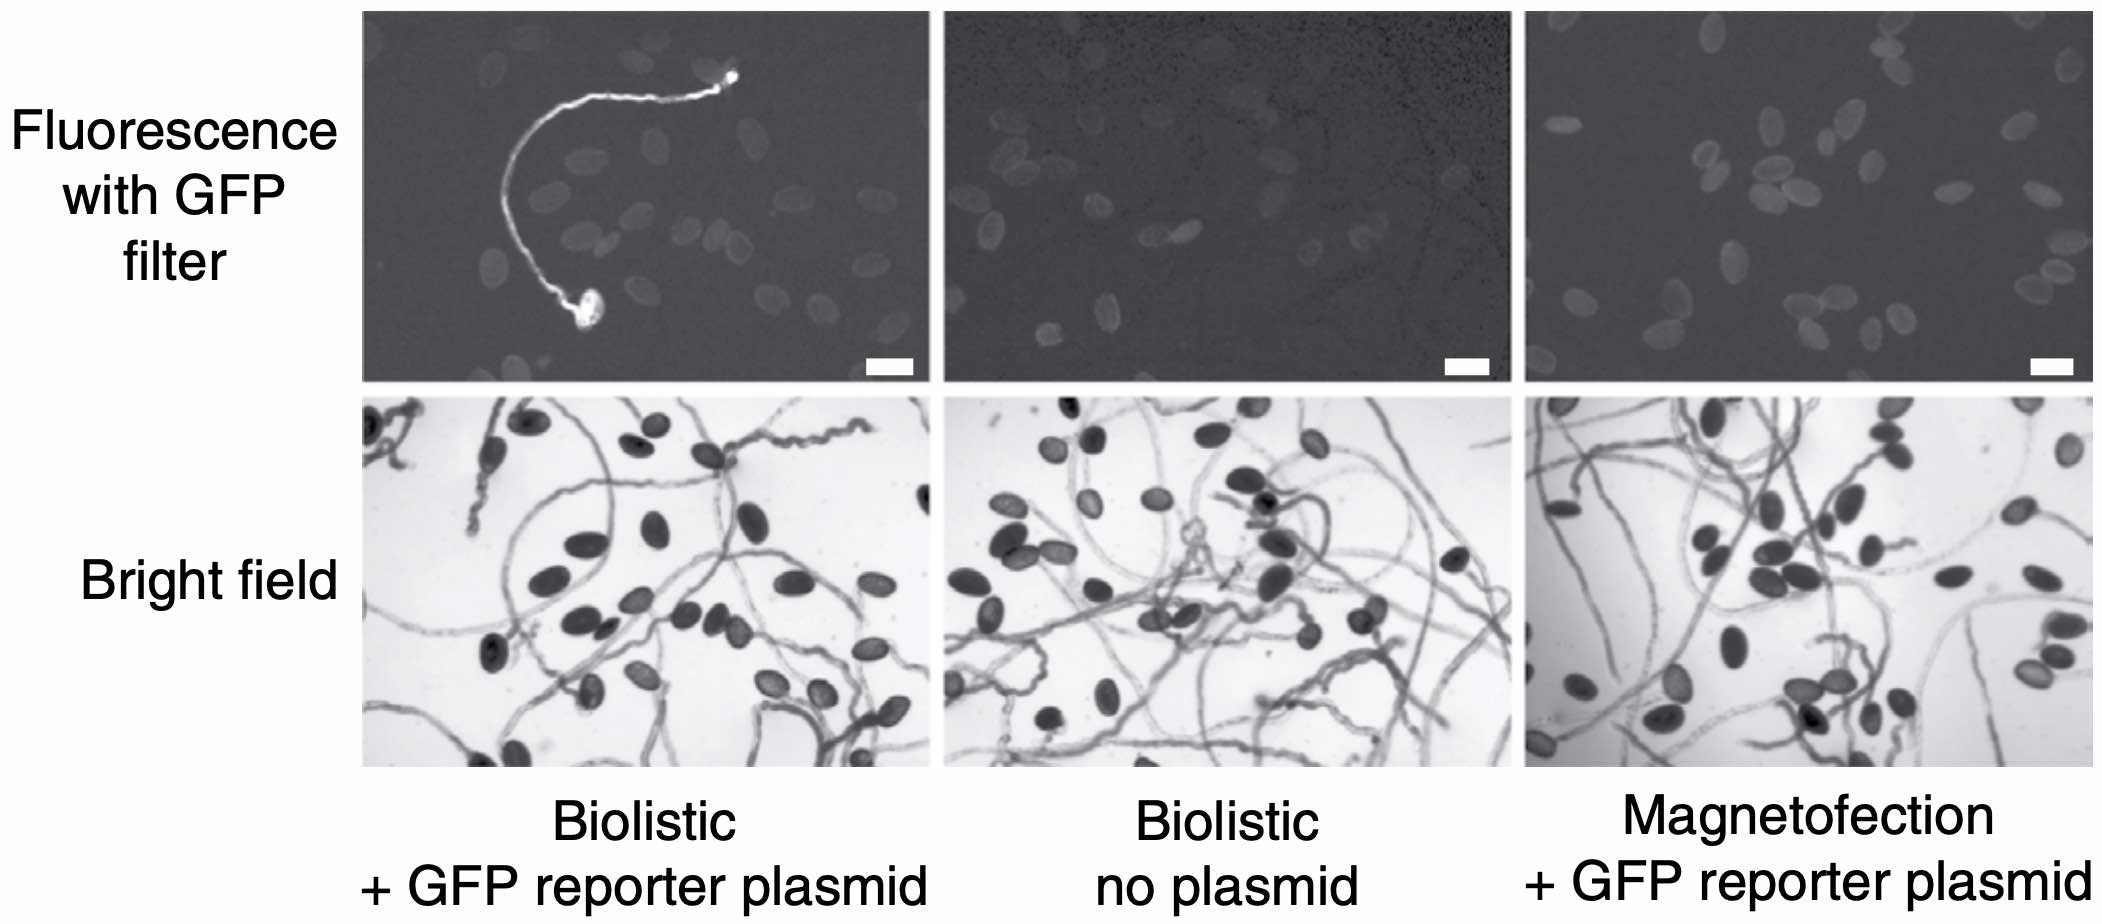 Fluorescence
with GFP
filter
Bright field
Biolistic
+ GFP reporter plasmid
Biolistic
no plasmid
Magnetofection
+ GFP reporter plasmid